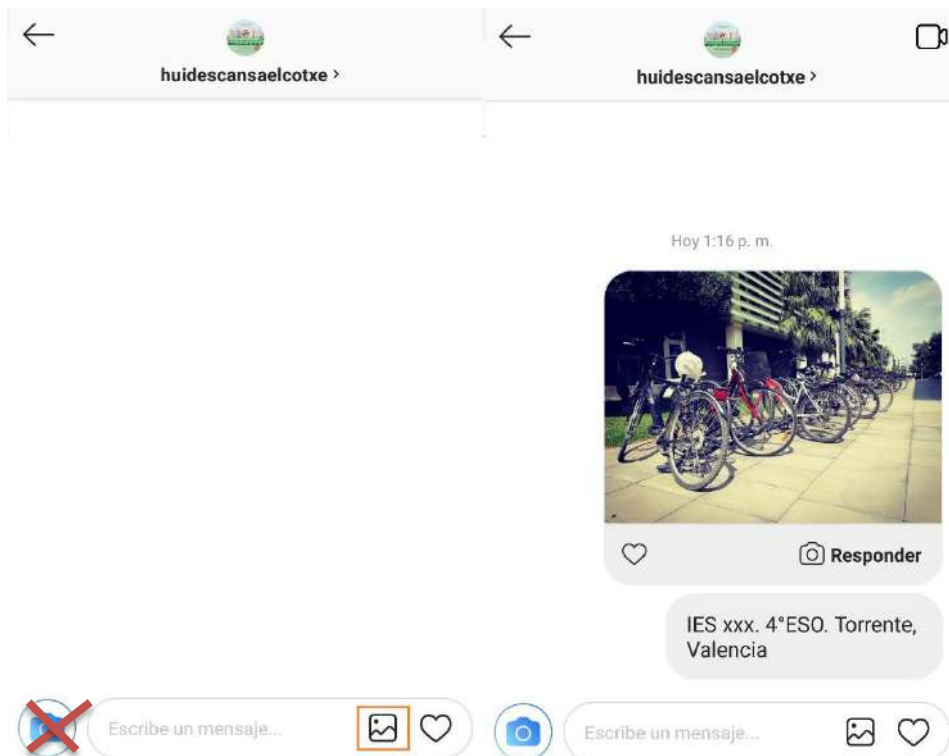 huidescansaelcotxe >
Escribe un mensaje...
huidescansaelcotxe >
Hoy 1:16 p. m.
Responder
IES xxx. 4°ESO. Torrente,
Valencia
Escribe un mensaje...